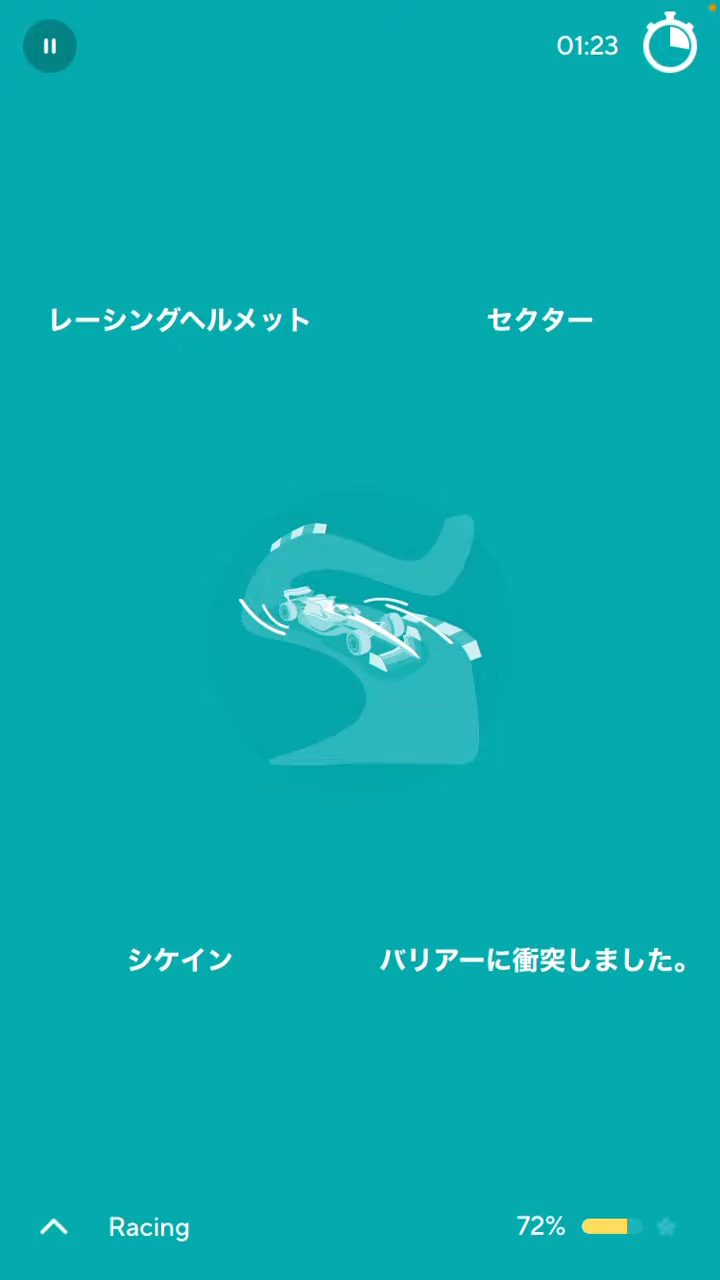 01:23
レーシングヘルメット
セクター
シケイン
バリアーに衝突しました。
Racing
72%